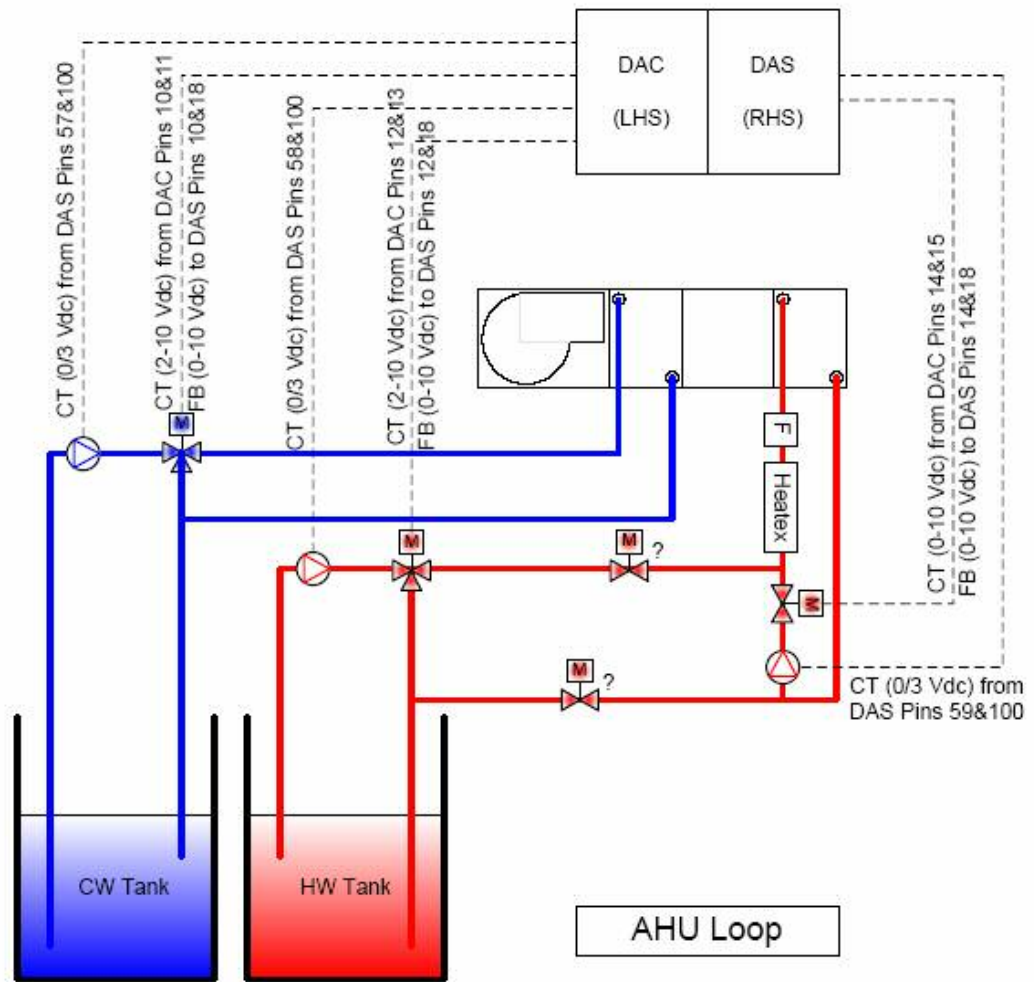 DAC
(LHS)
DAS
(RHS)
CT (0/3 Vdc) from DAS Pins 57&100
CT (2-10 Vdc) from DAC Pins 10&11
FB (0-10 Vdc) to DAS Pins 10&18
CT (0/3 Vdc) from DAS Pins 58&100
CT (2-10 Vdc) from DAC Pins 12&13
FB (0-10 Vdc) to DAS Pins 12&18
CT (0-10 Vdc) from DAC Pins 14&15
FB (0-10 Vdc) to DAS Pins 14&18
M
F
Heatex
M
M
?
M
M
?
CT (0/3 Vdc) from
DAS Pins 59&100
CW Tank
HW Tank
AHU Loop